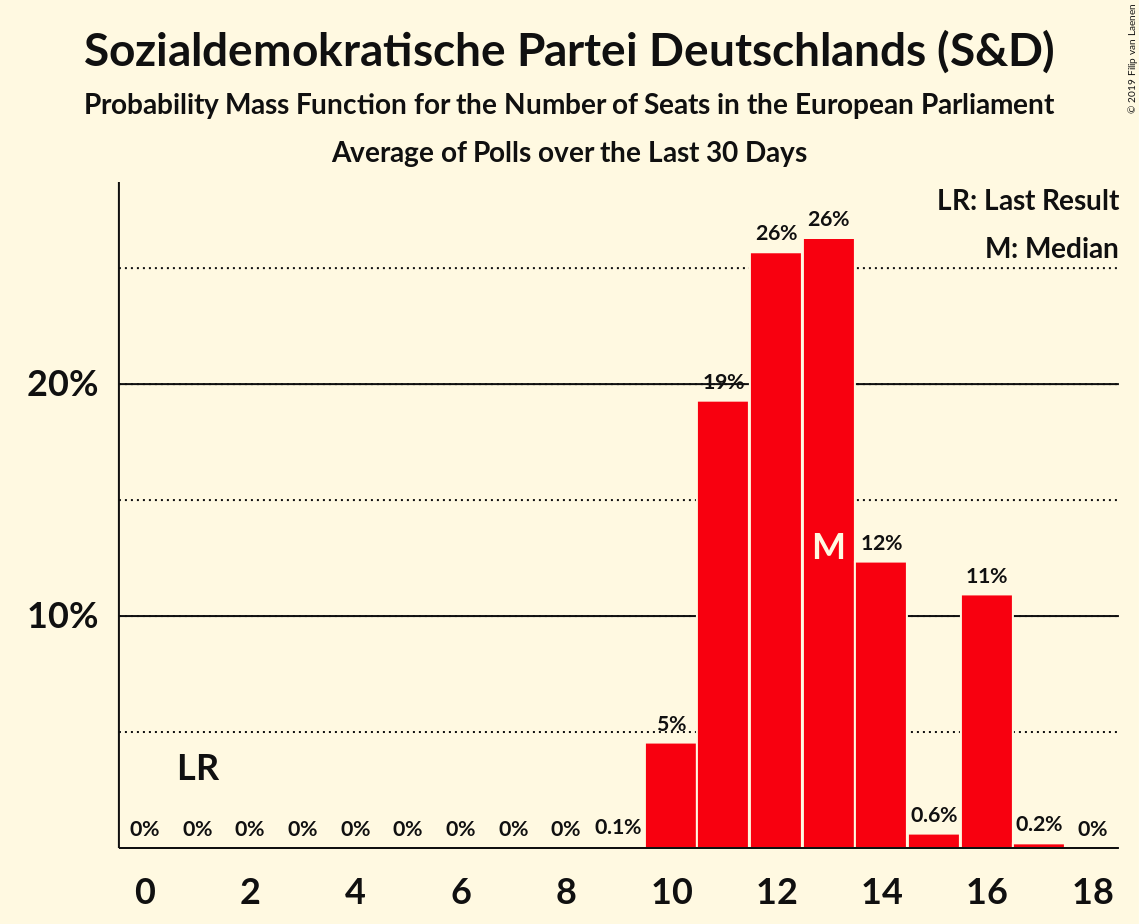 Sozialdemokratische Partei Deutschlands (S&D)
Probability Mass Function for the Number of Seats in the European Parliament
Average of Polls over the Last 30 Days
© 2019 Filip van Laenen
LR: Last Result
M: Median
26%
26%
20%
19%
M
12%
11%
10%
5%
LR
0% 0% 0% 0% 0% 0% 0% 0% 0% 0.1% 0.6% 0.2% 0%
0 2 4 6 8 10 12 14 16 18